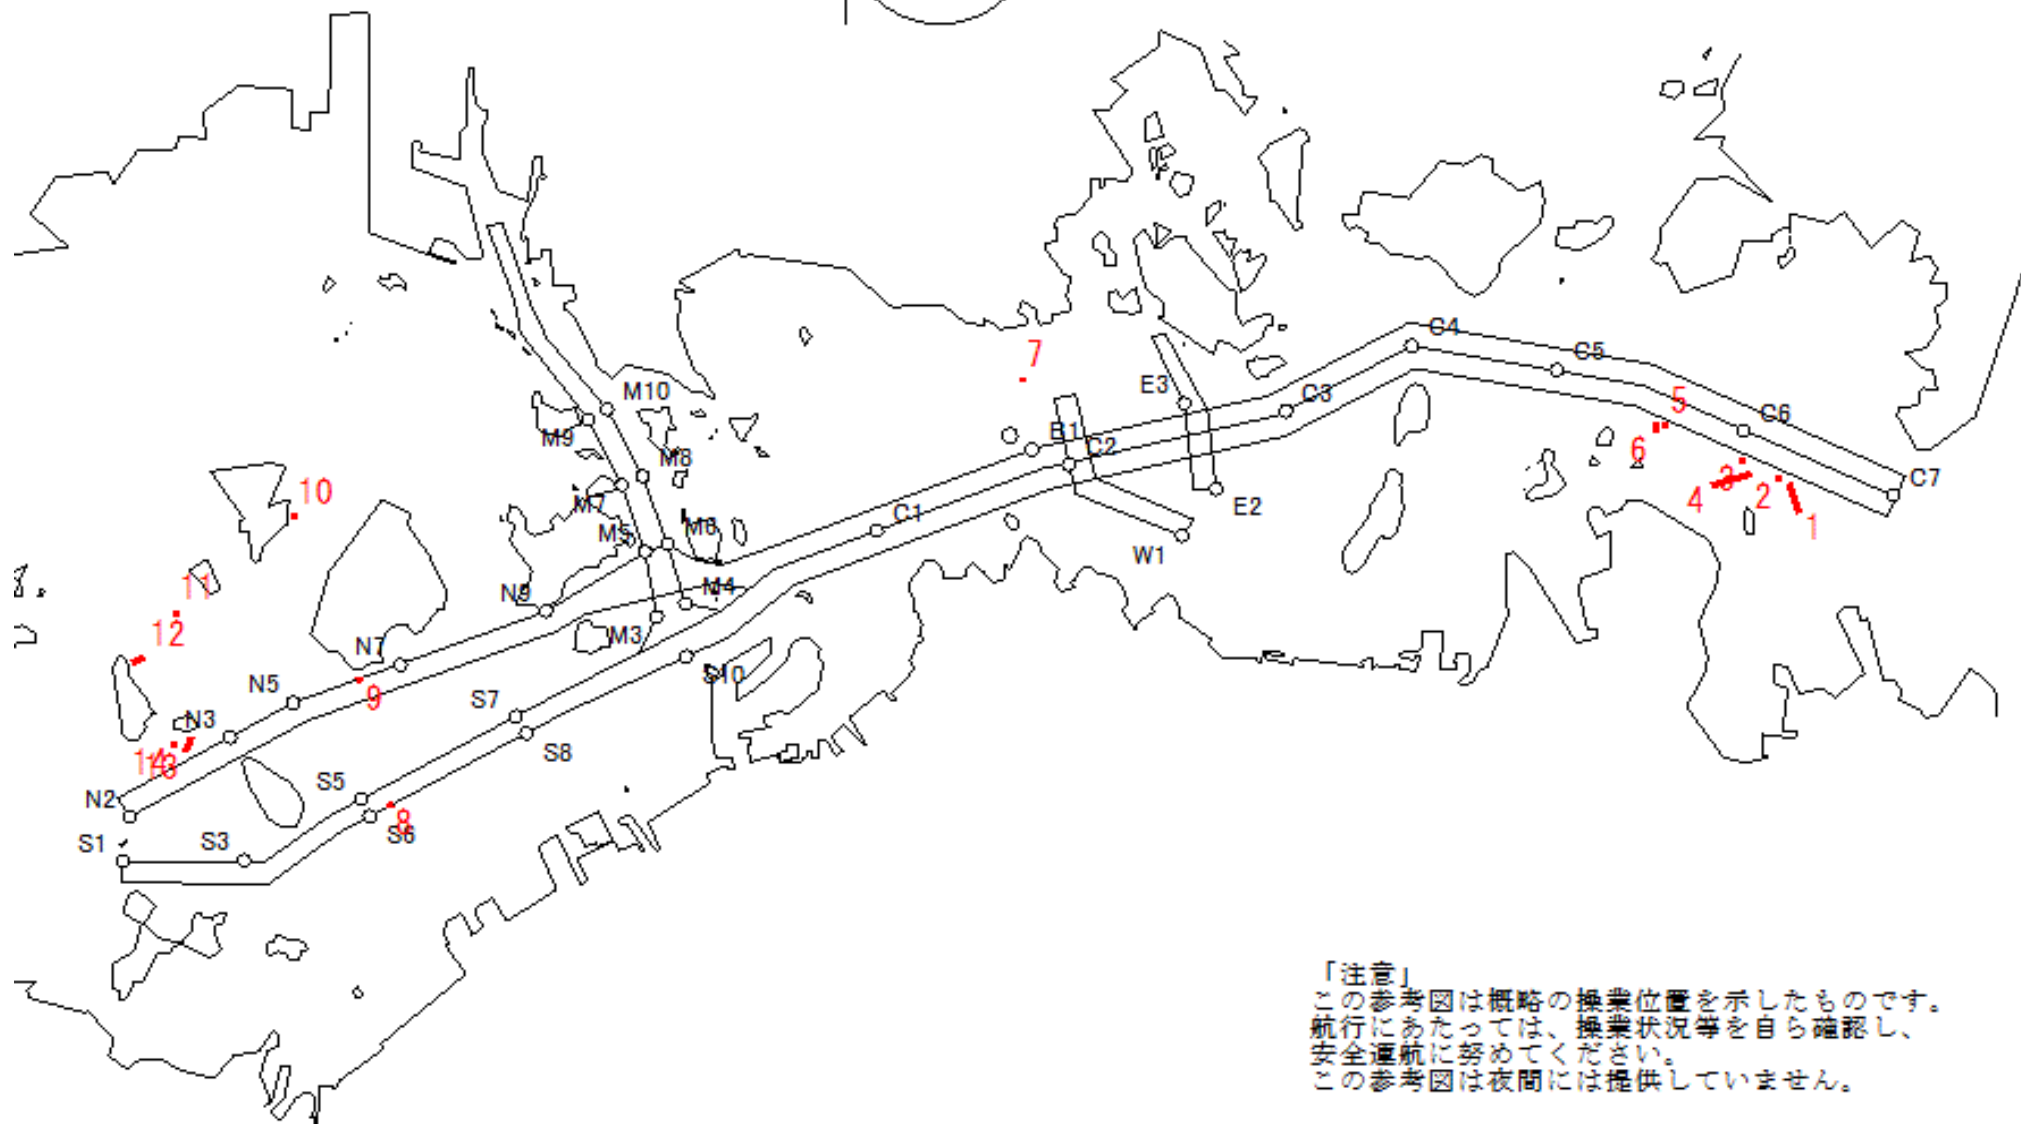 7
C4
C5
E3
M10
5
C3
C6
M9
B1
6
C2
M8
3
C7
10
M7
4
2
E2
1
C1
M5
M6
W1
11
N9
M4
12
N7
M3
S10
N5
9
N3
S7
14
13
S8
N2
S5
8
S6
S1
S3
「注意」
この参考図は概略の操業位置を示したものです。
航行にあたっては、操業状況等を自ら確認し、
安全運航に努めてください。
この参考図は夜間には提供していません。